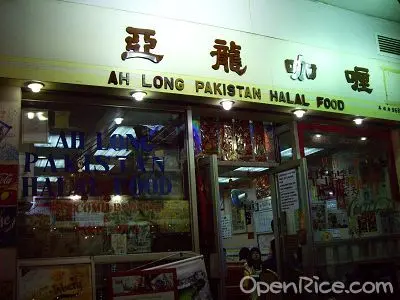 亞龍咖喱
AH LONG PAKISTAN HALAL FOOD
AH LONG
PAKISTAN
HALAL FOOD
OpenRice.com